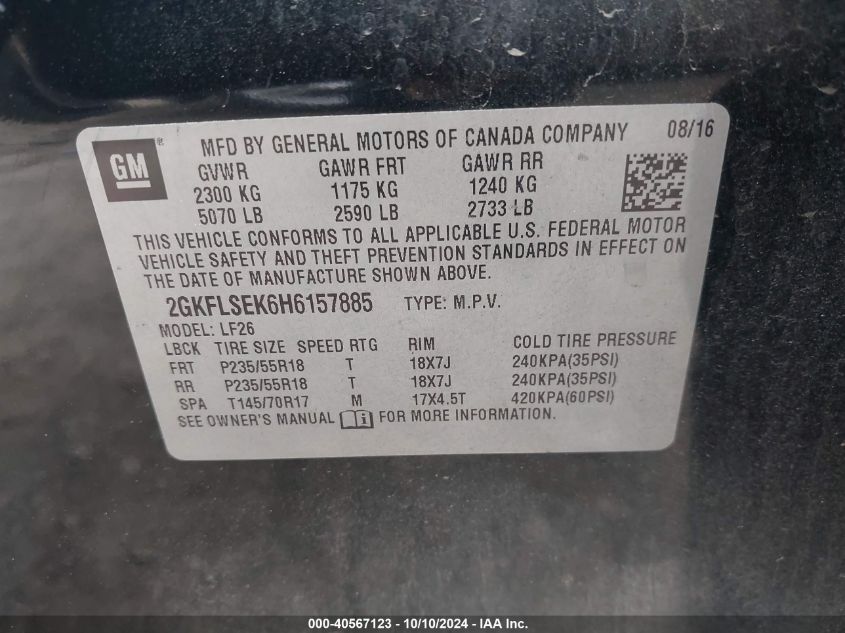 GM
MFD BY GENERAL MOTORS OF CANADA COMPANY 08/16
GVWR GAWR FRT GAWR RR
2300 KG 1175 KG 1240 KG
5070 LB 2590 LB 2733 LB
THIS VEHICLE CONFORMS TO ALL APPLICABLE U.S. FEDERAL MOTOR
VEHICLE SAFETY AND THEFT PREVENTION STANDARDS IN EFFECT ON
THE DATE OF MANUFACTURE SHOWN ABOVE.
2GKFLSEK6H6157885 TYPE: M.P.V.
MODEL: LF26
LBCK TIRE SIZE SPEED RTG RIM COLD TIRE PRESSURE
FRT P235/55R18 T 18X7J 240KPA(35PSI)
RR P235/55R18 T 18X7J 240KPA(35PSI)
SPA T145/70R17 M 17X4.5T 420KPA(60PSI)
SEE OWNER'S MANUAL FOR MORE INFORMATION.
000-40567123 - 10/10/2024 - IAA Inc.